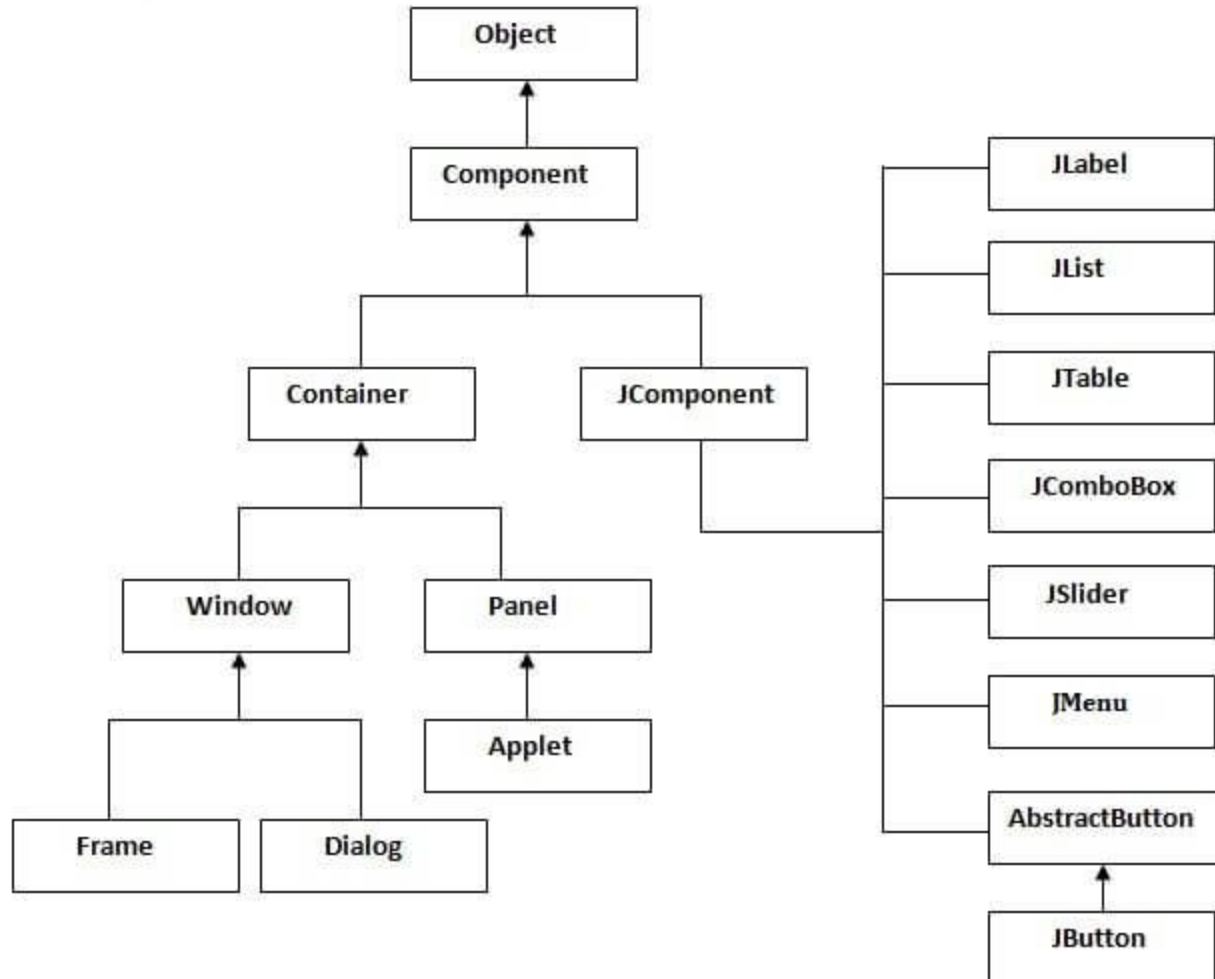 Object
Component
Container
JComponent
Window
Panel
Applet
Frame
Dialog
JLabel
JList
JTable
JComboBox
JSlider
JMenu
AbstractButton
JButton